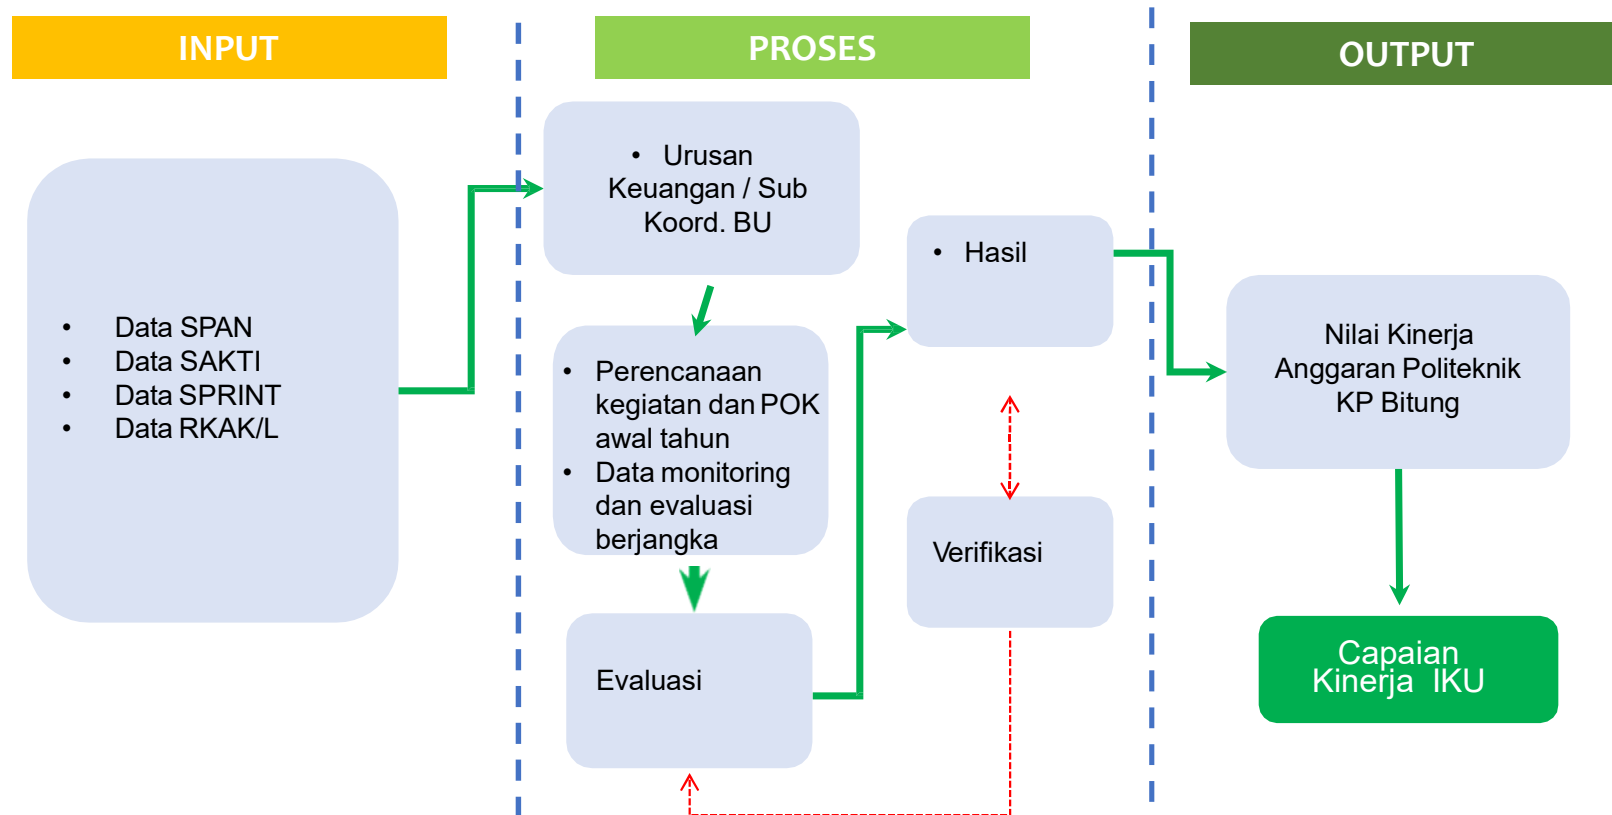 INPUT
PROSES
OUTPUT
• Data SPAN
• Data SAKTI
• Data SPRINT
• Data RKAK/L
• Urusan
Keuangan / Sub
Koord. BU
• Perencanaan
kegiatan dan POK
awal tahun
• Data monitoring
dan evaluasi
berjangka
Evaluasi
• Hasil
Verifikasi
Nilai Kinerja
Anggaran Politeknik
KP Bitung
Capaian
Kinerja IKU